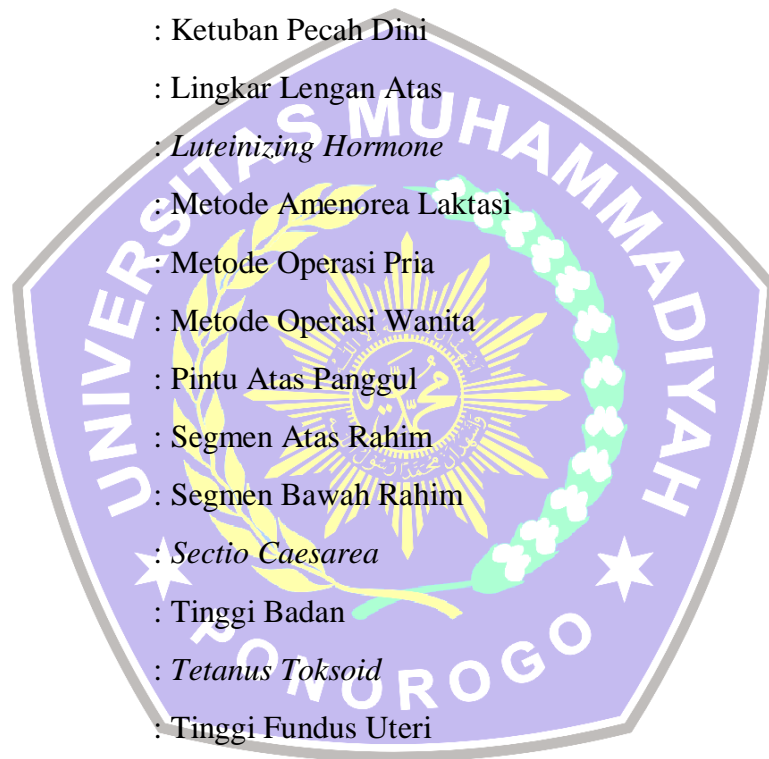 : Ketuban Pecah Dini
: Lingkar Lengan Atas
: Luteinizing Hormone
: Metode Amenorea Laktasi
: Metode Operasi Pria
: Metode Operasi Wanita
: Pintu Atas Panggul
: Segmen Atas Rahim
: Segmen Bawah Rahim
: Sectio Caesarea
: Tinggi Badan
: Tetanus Toksoid
: Tinggi Fundus Uteri
UNIVERSITAS MUHAMMADIYAH
PONOROGO